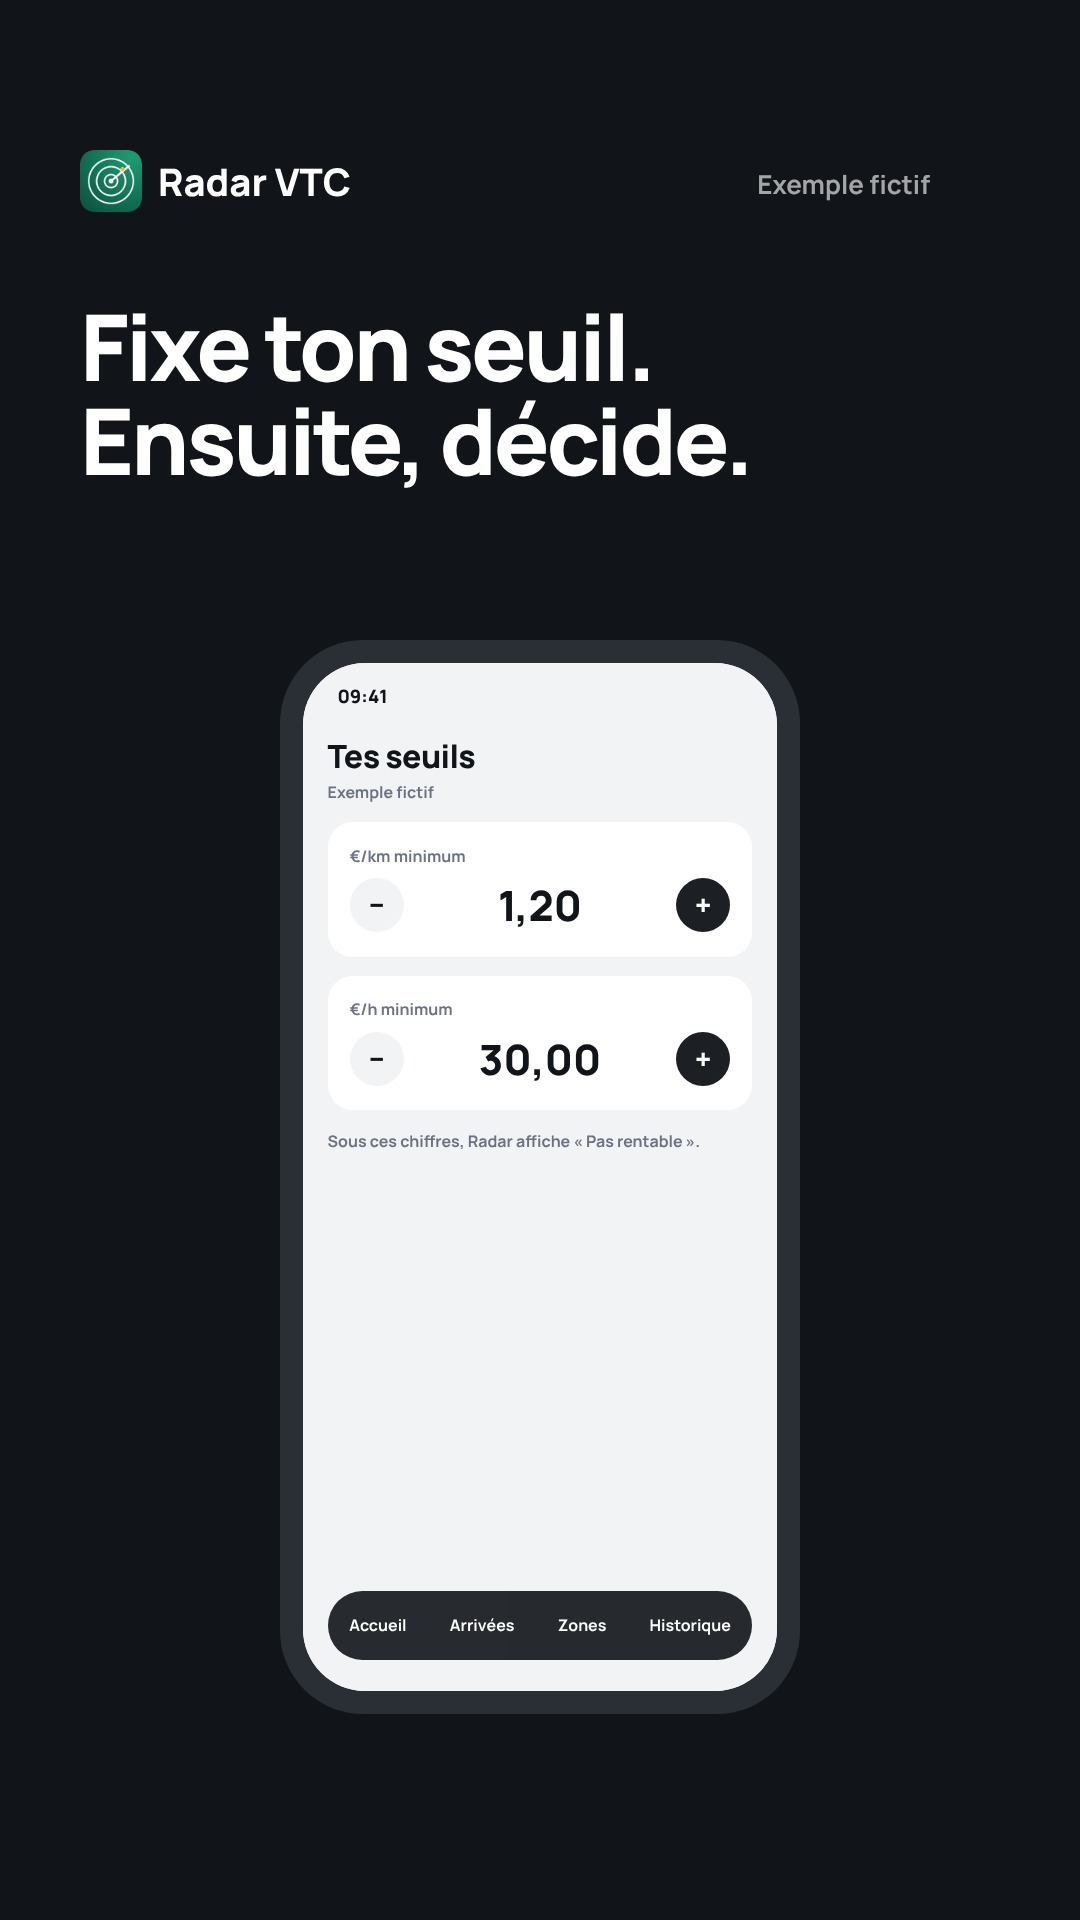 Radar VTC
Exemple fictif
Fixe ton seuil.
Ensuite, décide.
09:41
Tes seuils
Exemple fictif
€/km minimum
− 1,20 +
€/h minimum
− 30,00 +
Sous ces chiffres, Radar affiche « Pas rentable ».
Accueil Arrivées Zones Historique